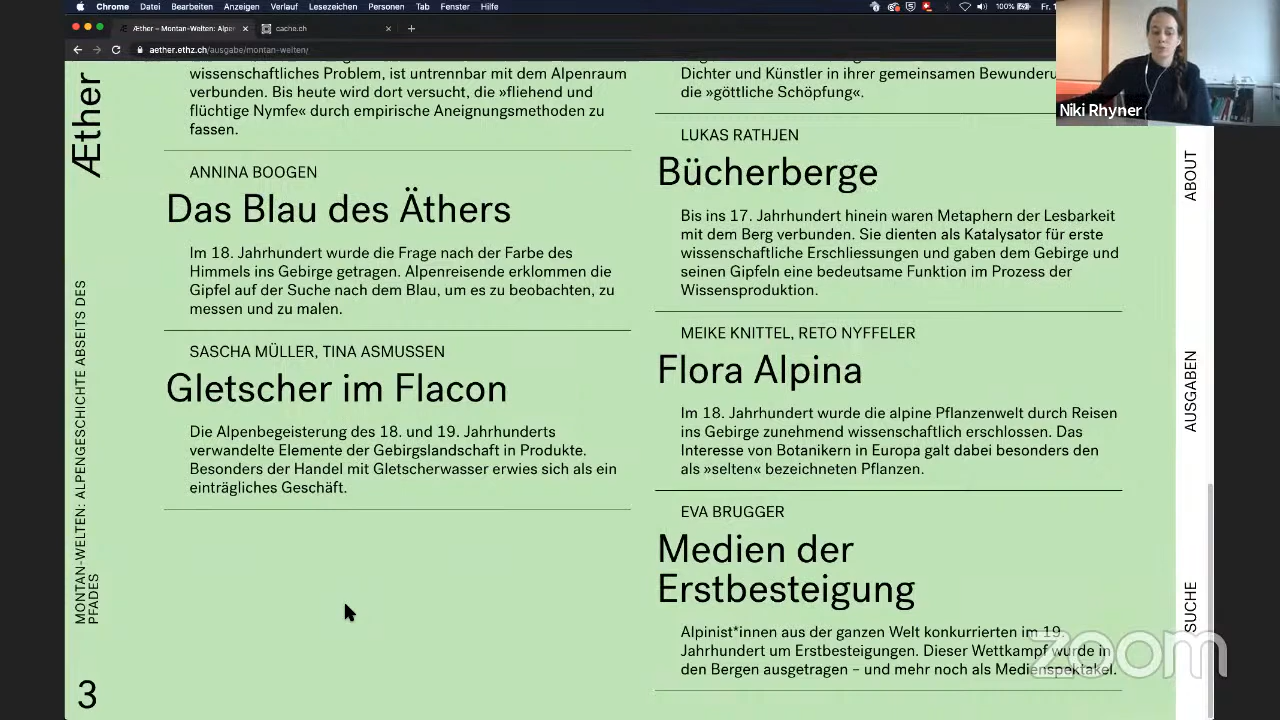 Chrome Datei Bearbeiten Anzeigen Verlauf Lesezeichen Personen Tab Fenster Hilfe
100% Fr. 1
Æther – Montan-Welten: Alpe
cache.ch
aether.ethz.ch/ausgabe/montan-welten/
Niki Rhyner
Æther
MONTAN-WELTEN: ALPENGESCHICHTE ABSEITS DES
PFADES
3
wissenschaftliches Problem, ist untrennbar mit dem Alpenraum
verbunden. Bis heute wird dort versucht, die »fliehend und
flüchtige Nymfe« durch empirische Aneignungsmethoden zu
fassen.
ANNINA BOOGEN
Das Blau des Äthers
Im 18. Jahrhundert wurde die Frage nach der Farbe des
Himmels ins Gebirge getragen. Alpenreisende erklommen die
Gipfel auf der Suche nach dem Blau, um es zu beobachten, zu
messen und zu malen.
SASCHA MÜLLER, TINA ASMUSSEN
Gletscher im Flacon
Die Alpenbegeisterung des 18. und 19. Jahrhunderts
verwandelte Elemente der Gebirgslandschaft in Produkte.
Besonders der Handel mit Gletscherwasser erwies sich als ein
einträgliches Geschäft.
Dichter und Künstler in ihrer gemeinsamen Bewunderu
die »göttliche Schöpfung«.
LUKAS RATHJEN
Bücherberge
Bis ins 17. Jahrhundert hinein waren Metaphern der Lesbarkeit
mit dem Berg verbunden. Sie dienten als Katalysator für erste
wissenschaftliche Erschliessungen und gaben dem Gebirge und
seinen Gipfeln eine bedeutsame Funktion im Prozess der
Wissensproduktion.
MEIKE KNITTEL, RETO NYFFELER
Flora Alpina
Im 18. Jahrhundert wurde die alpine Pflanzenwelt durch Reisen
ins Gebirge zunehmend wissenschaftlich erschlossen. Das
Interesse von Botanikern in Europa galt dabei besonders den
als »selten« bezeichneten Pflanzen.
EVA BRUGGER
Medien der
Erstbesteigung
Alpinist*innen aus der ganzen Welt konkurrierten im 19.
Jahrhundert um Erstbesteigungen. Dieser Wettkampf wurde in
den Bergen ausgetragen – und mehr noch als Medienspektakel.
ABOUT
AUSGABEN
SUCHE
zoom